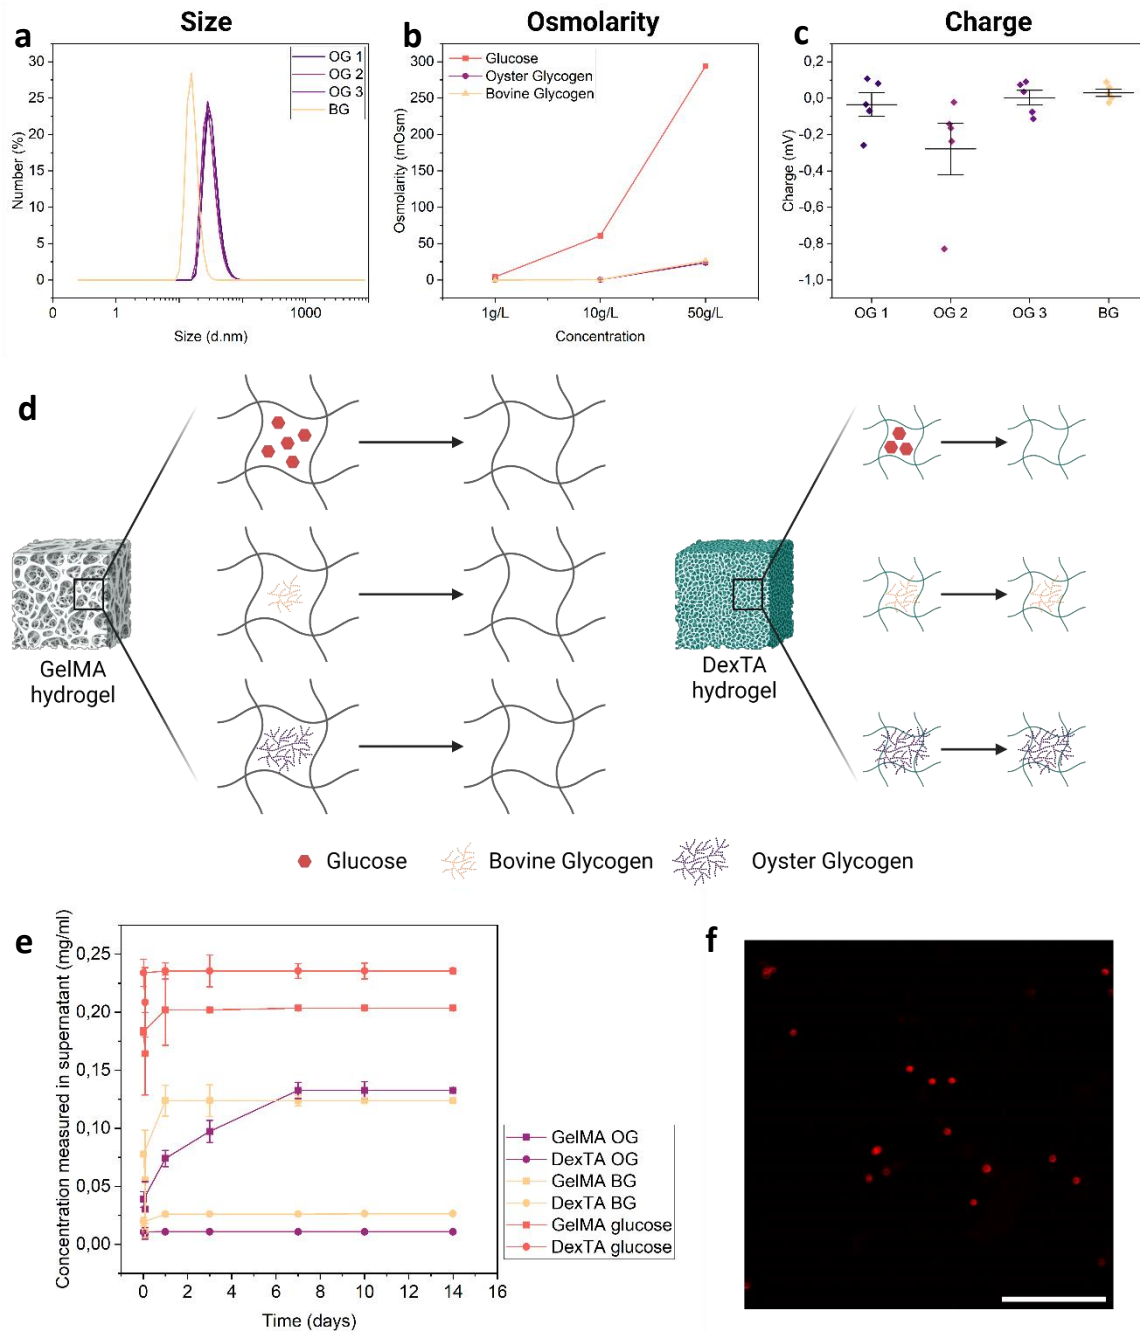 Size
Osmolarity
Charge
a
b
c
30
25
20
15
10
5
0
Number (%)
1
1000
Size (d.nm)
OG 1
OG 2
OG 3
BG
300
250
200
150
100
50
0
Osmolarity (mOsm)
Glucose
Oyster Glycogen
Bovine Glycogen
1g/L
10g/L
50g/L
Concentration
0,2
0,0
-0,2
-0,4
-0,6
-0,8
-1,0
Charge (mV)
OG 1
OG 2
OG 3
BG
d
GelMA
hydrogel
DexTA
hydrogel
Glucose
Bovine Glycogen
Oyster Glycogen
e
0,25
0,20
0,15
0,10
0,05
0,00
Concentration measured in supernatant (mg/ml)
0
2
4
6
8
10
12
14
16
Time (days)
GelMA OG
DexTA OG
GelMA BG
DexTA BG
GelMA glucose
DexTA glucose
f